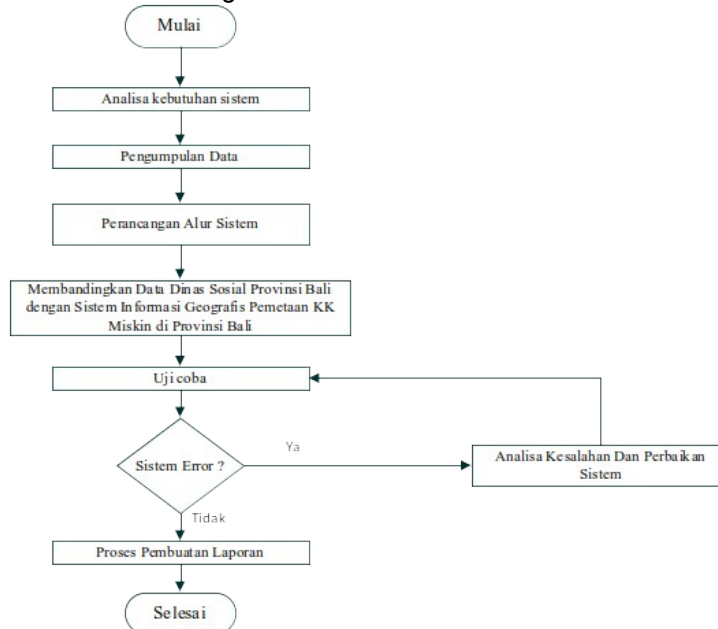 Mulai
Analisa kebutuhan sistem
Pengumpulan Data
Perancangan Alur Sistem
Membandingkan Data Dinas Sosial Provinsi Bali
dengan Sistem Informasi Geografis Pemetaan KK
Miskin di Provinsi Bali
Uji coba
Sistem Error ?
Ya
Analisa Kesalahan Dan Perbaikan
Sistem
Tidak
Proses Pembuatan Laporan
Selesai